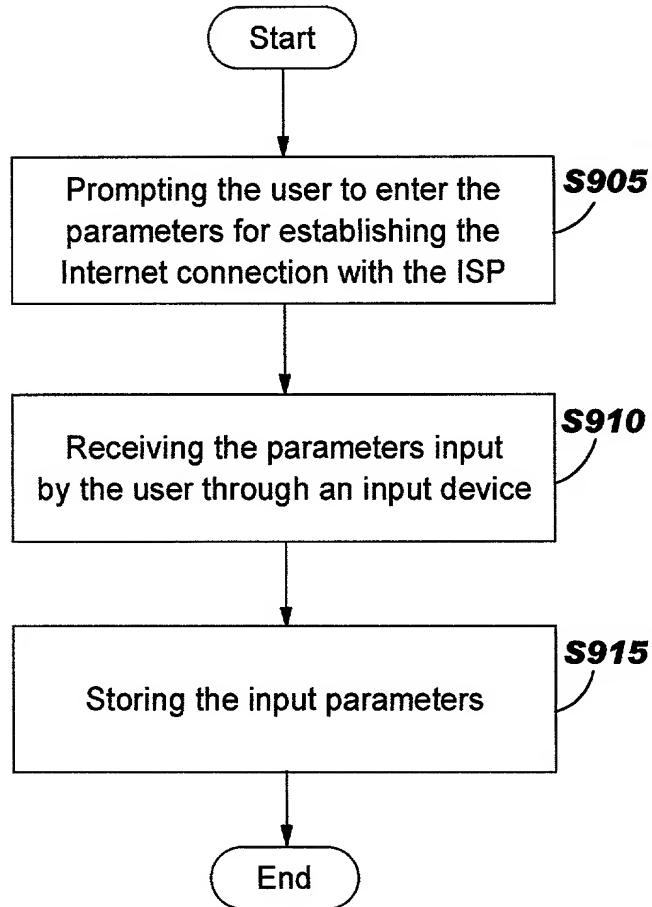 Start
S905
Prompting the user to enter the
parameters for establishing the
Internet connection with the ISP
S910
Receiving the parameters input
by the user through an input device
S915
Storing the input parameters
End